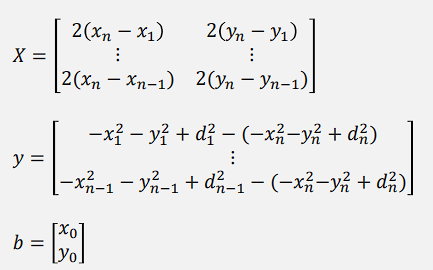 X = [ 2(xₙ − x₁) 2(yₙ − y₁)
⋮ ⋮
2(xₙ − xₙ₋₁) 2(yₙ − yₙ₋₁) ]
y = [ −x₁² − y₁² + d₁² − (−xₙ²−yₙ² + dₙ²)
⋮
−xₙ₋₁² − yₙ₋₁² + dₙ₋₁² − (−xₙ²−yₙ² + dₙ²) ]
b = [ x₀
y₀ ]